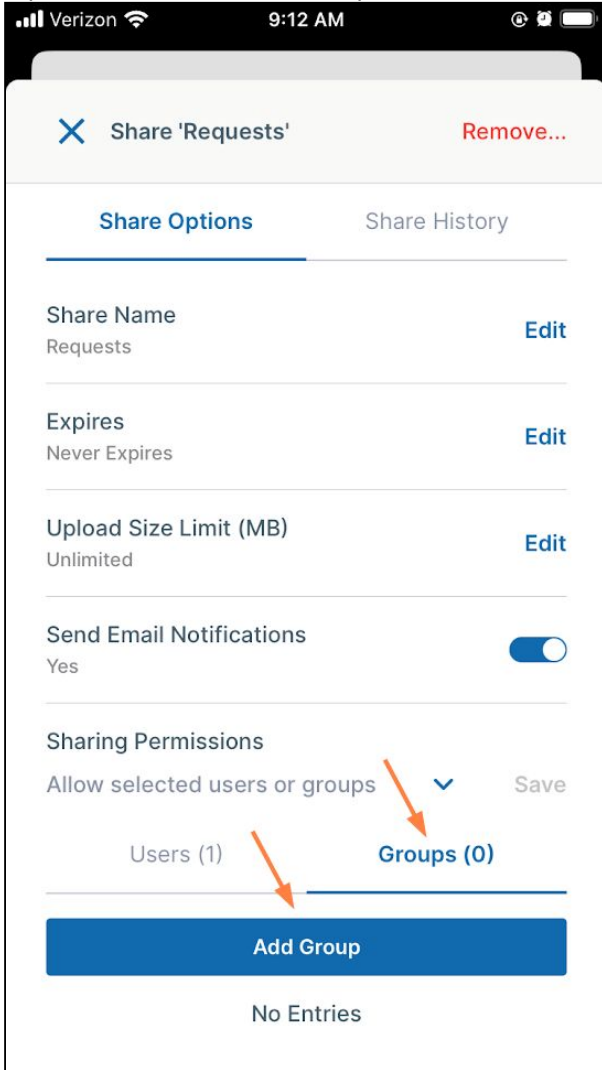 Verizon 9:12 AM
Share 'Requests' Remove...
Share Options Share History
Share Name
Edit
Requests
Expires
Edit
Never Expires
Upload Size Limit (MB)
Edit
Unlimited
Send Email Notifications
Yes
Sharing Permissions
Allow selected users or groups Save
Users (1) Groups (0)
Add Group
No Entries